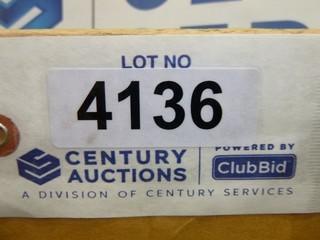 LOT NO
4136
CENTURY AUCTIONS
POWERED BY
ClubBid
A DIVISION OF CENTURY SERVICES